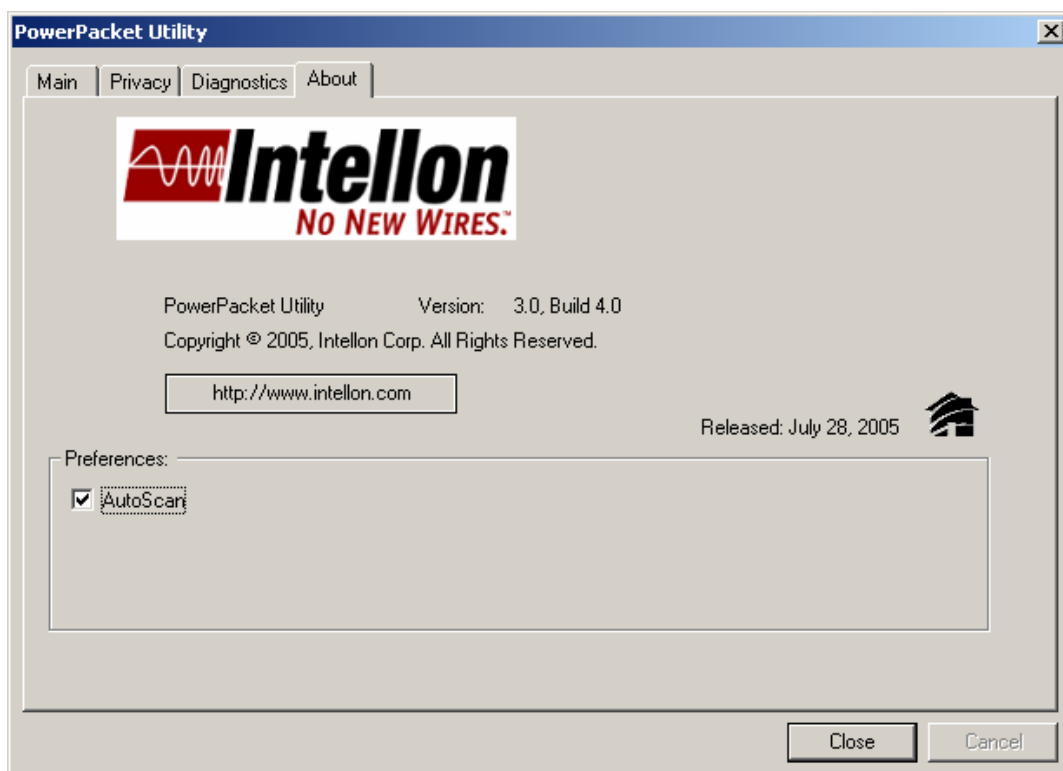 PowerPacket Utility
Main Privacy Diagnostics About
Intellon
NO NEW WIRES.™
PowerPacket Utility Version: 3.0, Build 4.0
Copyright © 2005, Intellon Corp. All Rights Reserved.
http://www.intellon.com
Released: July 28, 2005
Preferences:
AutoScan
Close Cancel